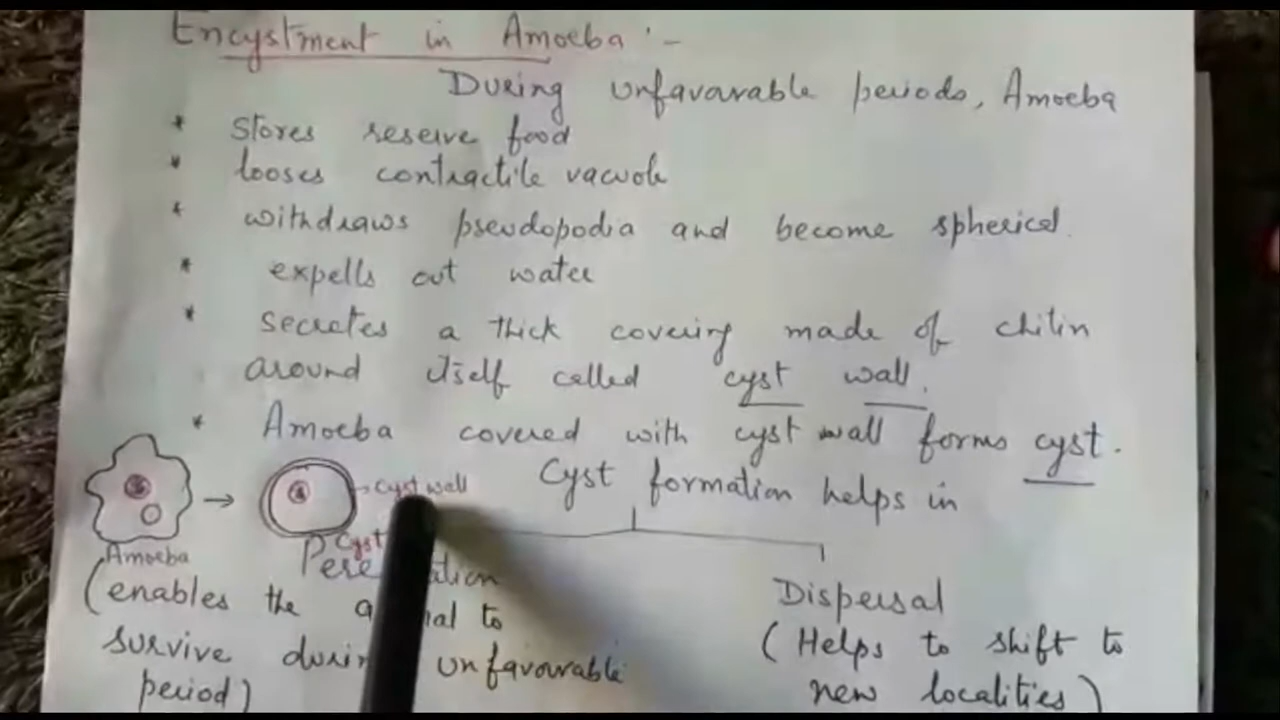 Encystment in Amoeba :-
During unfavarable periods, Amoeba
* stores reserve food
* looses contractile vacuole
* withdraws pseudopodia and become spherical.
* expells out water
* secretes a thick covering made of chitin
around itself called cyst wall.
* Amoeba covered with cyst wall forms cyst.
Cyst formation helps in
cyst wall
Cyst
Amoeba
(enables the to
survive unfavourable
period)
Dispersal
(Helps to shift to
new localities)